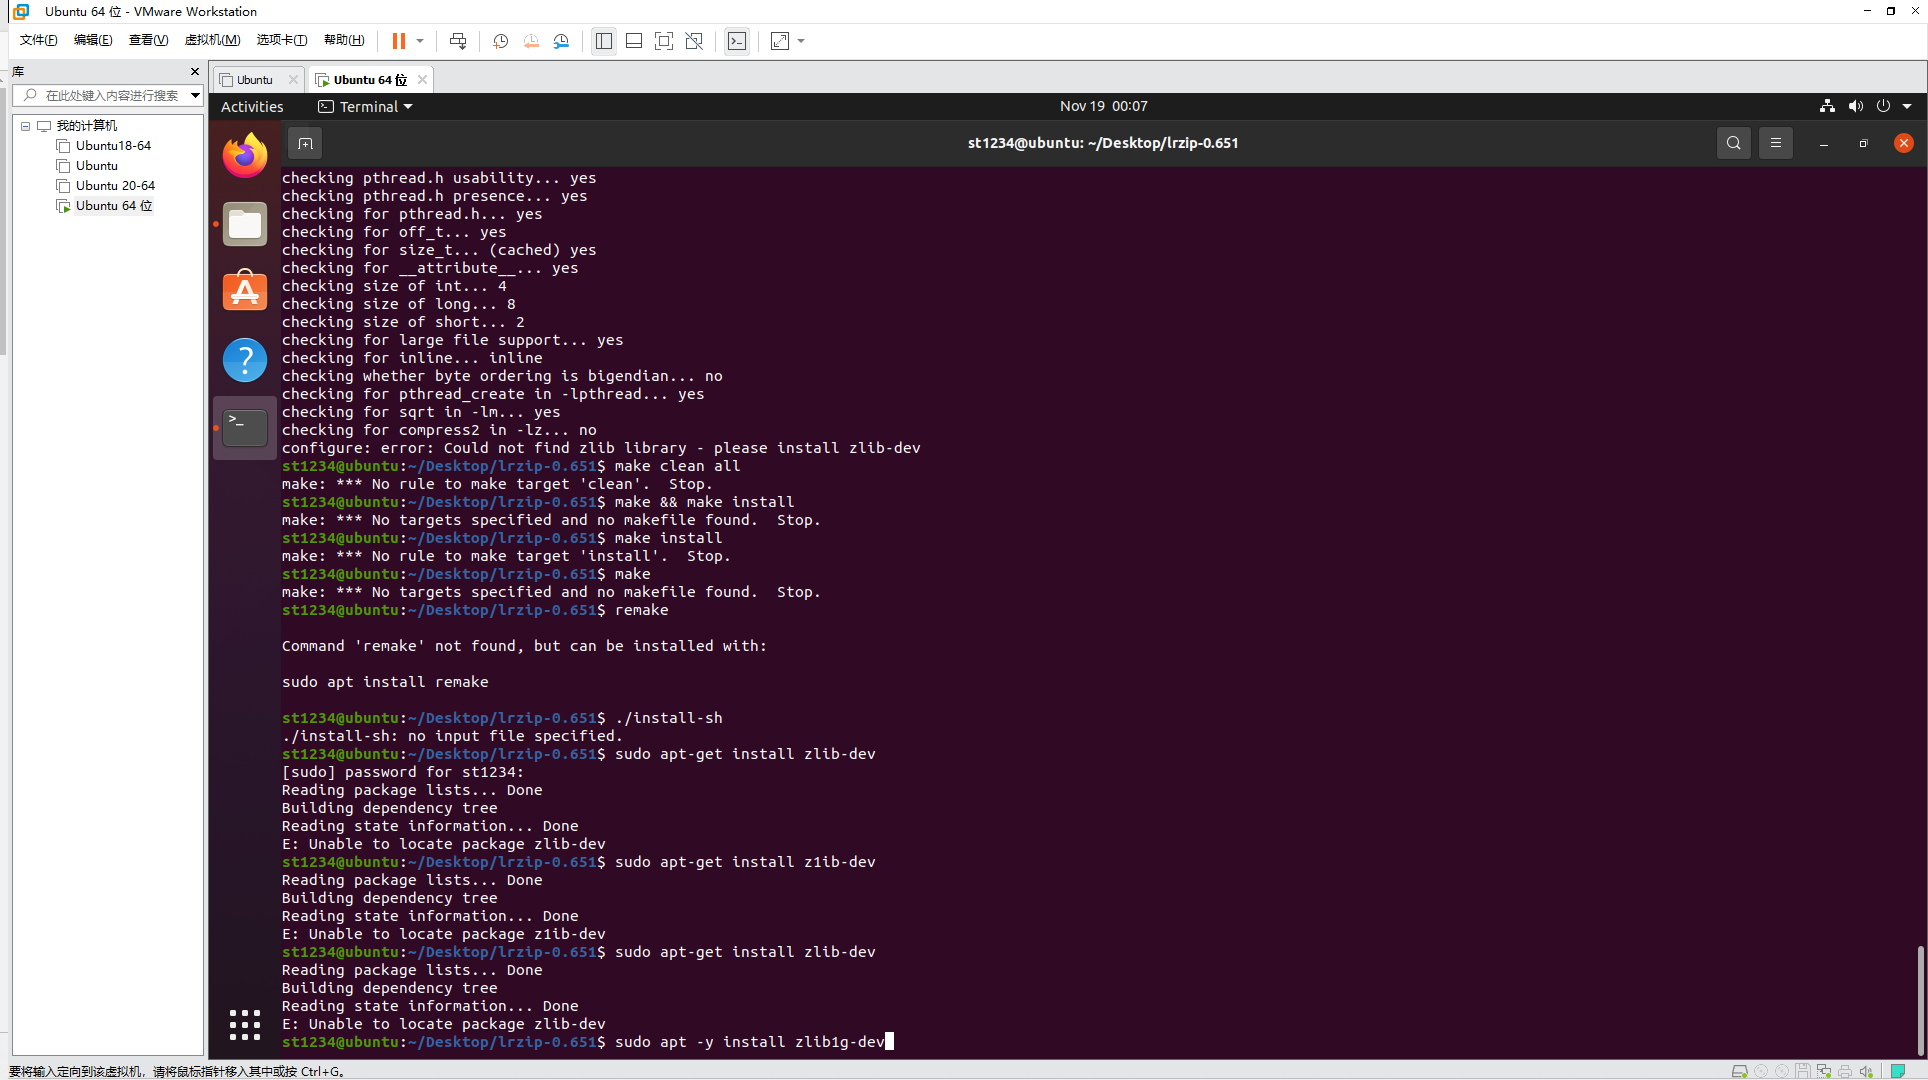 Ubuntu 64 位 - VMware Workstation
文件(F) 编辑(E) 查看(V) 虚拟机(M) 选项卡(T) 帮助(H)
库
在此处键入内容进行搜索
我的计算机
Ubuntu18-64
Ubuntu
Ubuntu 20-64
Ubuntu 64 位
Ubuntu
Ubuntu 64 位
Activities
Terminal
Nov 19 00:07
st1234@ubuntu: ~/Desktop/lrzip-0.651
checking pthread.h usability... yes
checking pthread.h presence... yes
checking for pthread.h... yes
checking for off_t... yes
checking for size_t... (cached) yes
checking for __attribute__... yes
checking size of int... 4
checking size of long... 8
checking size of short... 2
checking for large file support... yes
checking for inline... inline
checking whether byte ordering is bigendian... no
checking for pthread_create in -lpthread... yes
checking for sqrt in -lm... yes
checking for compress2 in -lz... no
configure: error: Could not find zlib library - please install zlib-dev
st1234@ubuntu:~/Desktop/lrzip-0.651$ make clean all
make: *** No rule to make target 'clean'.  Stop.
st1234@ubuntu:~/Desktop/lrzip-0.651$ make && make install
make: *** No targets specified and no makefile found.  Stop.
st1234@ubuntu:~/Desktop/lrzip-0.651$ make install
make: *** No rule to make target 'install'.  Stop.
st1234@ubuntu:~/Desktop/lrzip-0.651$ make
make: *** No targets specified and no makefile found.  Stop.
st1234@ubuntu:~/Desktop/lrzip-0.651$ remake
Command 'remake' not found, but can be installed with:
sudo apt install remake
st1234@ubuntu:~/Desktop/lrzip-0.651$ ./install-sh
./install-sh: no input file specified.
st1234@ubuntu:~/Desktop/lrzip-0.651$ sudo apt-get install zlib-dev
[sudo] password for st1234:
Reading package lists... Done
Building dependency tree
Reading state information... Done
E: Unable to locate package zlib-dev
st1234@ubuntu:~/Desktop/lrzip-0.651$ sudo apt-get install z1ib-dev
Reading package lists... Done
Building dependency tree
Reading state information... Done
E: Unable to locate package z1ib-dev
st1234@ubuntu:~/Desktop/lrzip-0.651$ sudo apt-get install zlib-dev
Reading package lists... Done
Building dependency tree
Reading state information... Done
E: Unable to locate package zlib-dev
st1234@ubuntu:~/Desktop/lrzip-0.651$ sudo apt -y install zlib1g-dev
要将输入定向到该虚拟机，请将鼠标指针移入其中或按 Ctrl+G。